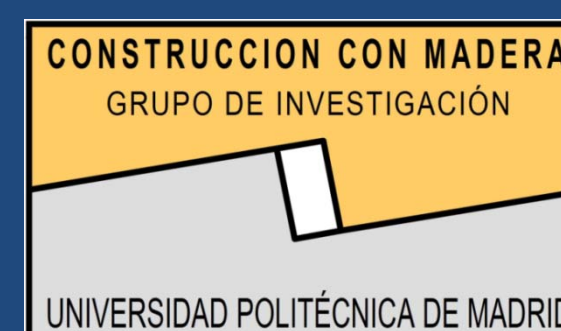 CONSTRUCCION CON MADERA
GRUPO DE INVESTIGACIÓN
UNIVERSIDAD POLITÉCNICA DE MADRID